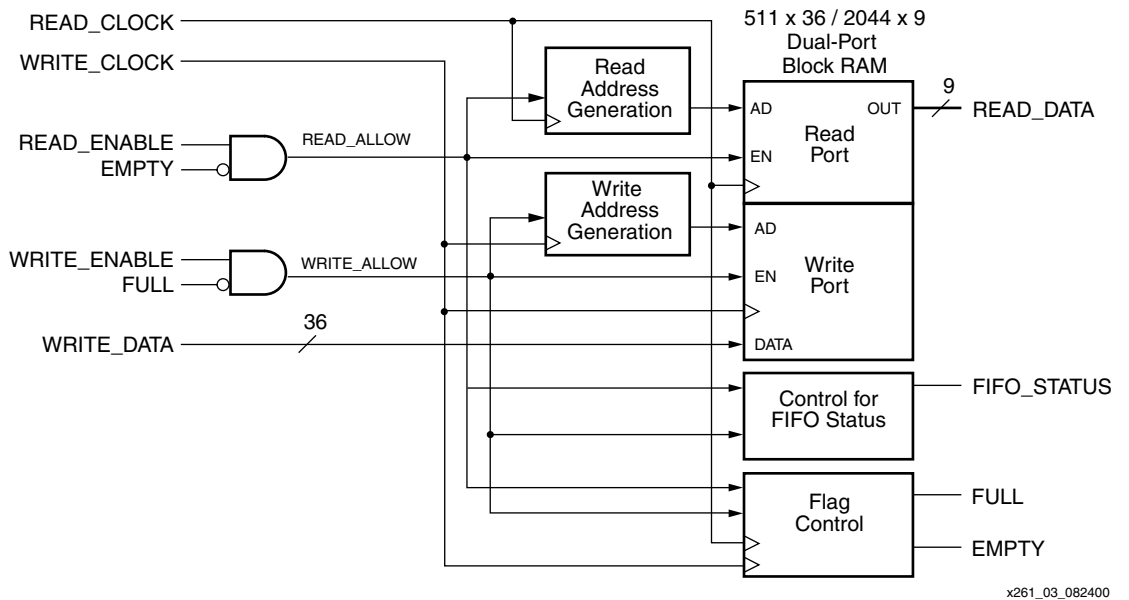 READ_CLOCK
WRITE_CLOCK
READ_ENABLE
EMPTY
READ_ALLOW
WRITE_ENABLE
FULL
WRITE_ALLOW
WRITE_DATA
36
Read
Address
Generation
Write
Address
Generation
511 x 36 / 2044 x 9
Dual-Port
Block RAM
AD
OUT
Read
Port
EN
9
READ_DATA
AD
Write
Port
EN
DATA
Control for
FIFO Status
FIFO_STATUS
Flag
Control
FULL
EMPTY
x261_03_082400